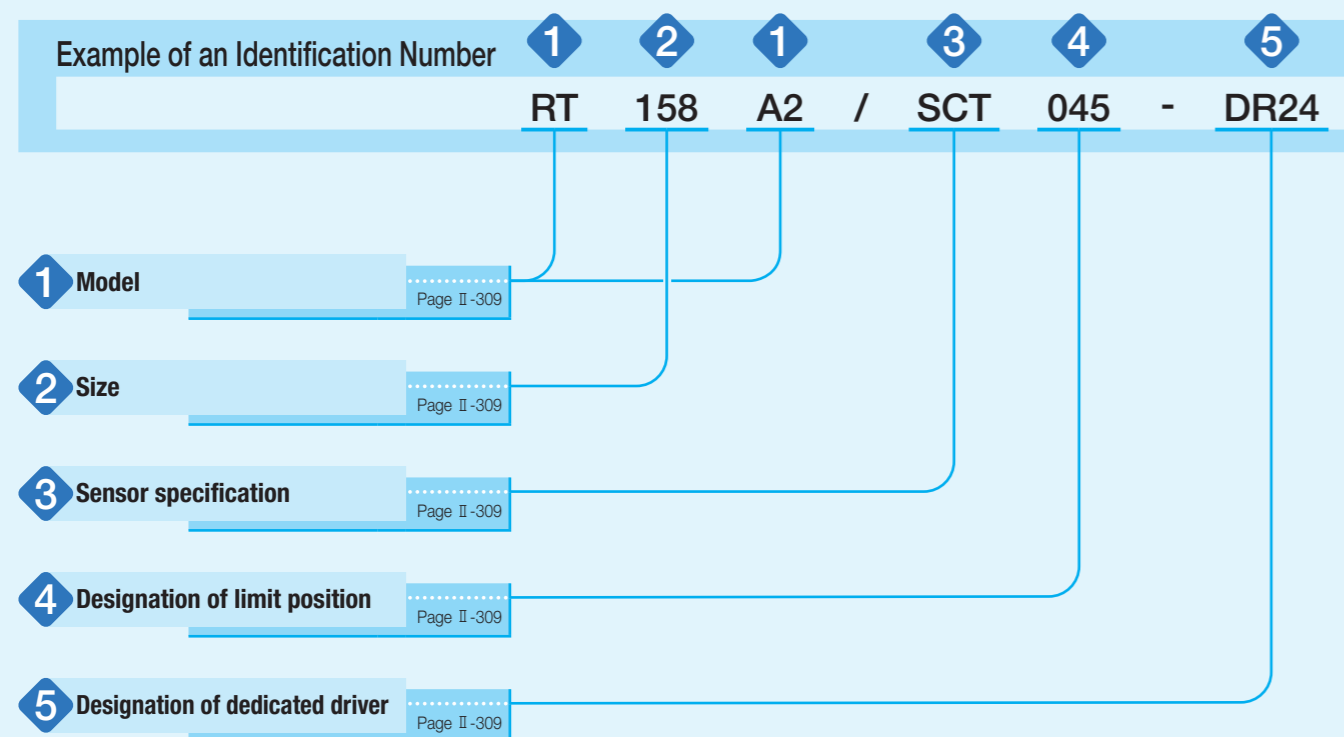 1 2 1 3 4 5
Example of an Identification Number
RT 158 A2 / SCT 045 - DR24
1 Model
Page Ⅱ-309
2 Size
Page Ⅱ-309
3 Sensor specification
Page Ⅱ-309
4 Designation of limit position
Page Ⅱ-309
5 Designation of dedicated driver
Page Ⅱ-309